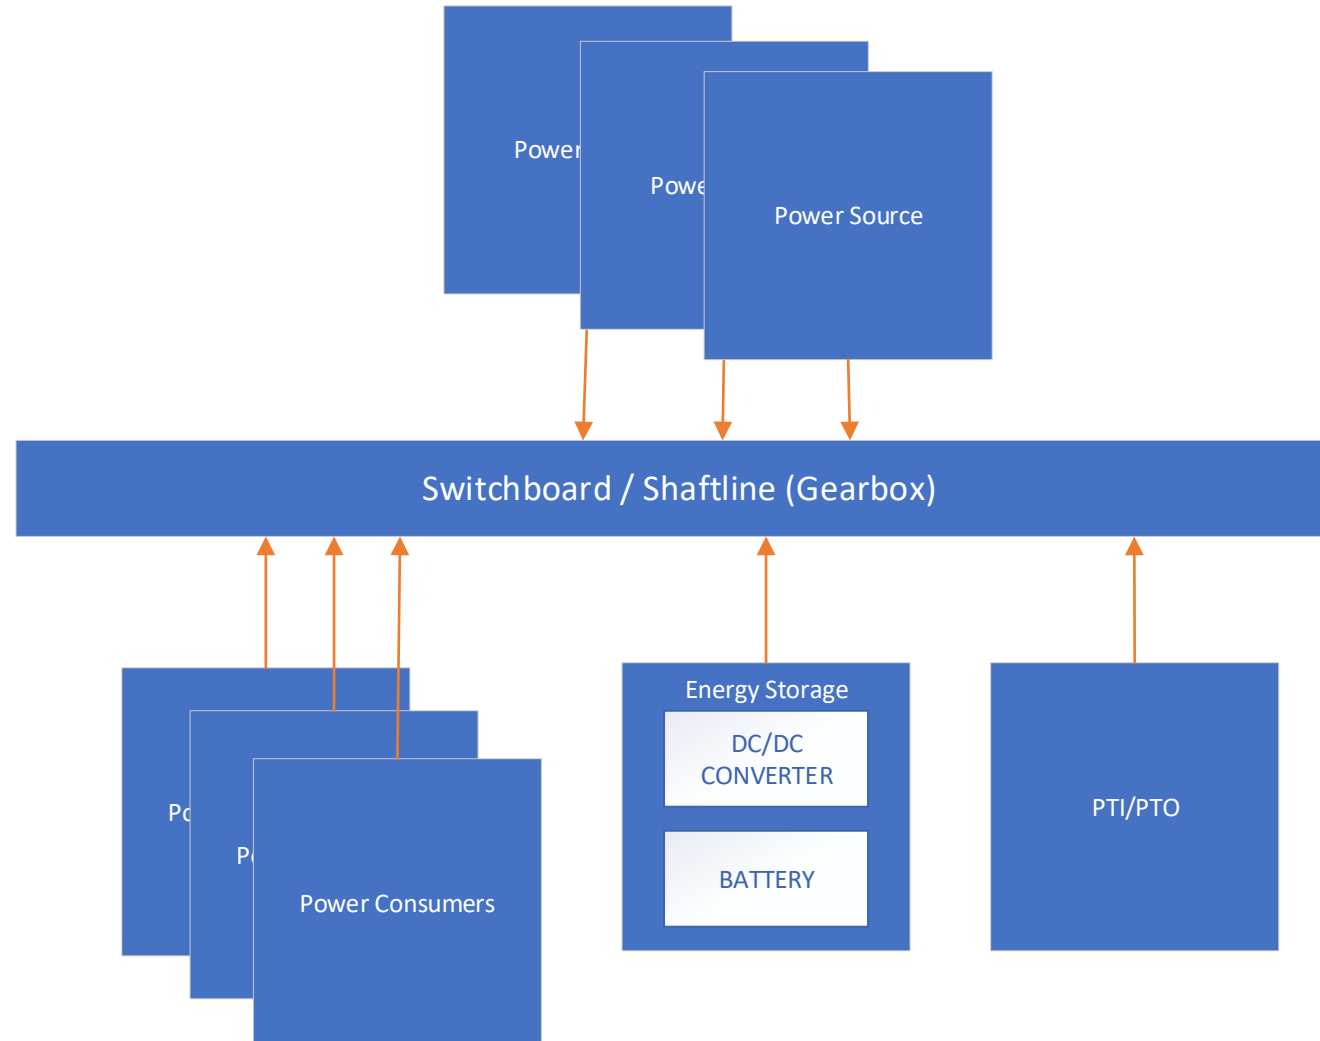 Power
Powe
Power Source
Switchboard / Shaftline (Gearbox)
Energy Storage
DC/DC
CONVERTER
BATTERY
PTI/PTO
Po
P
Power Consumers